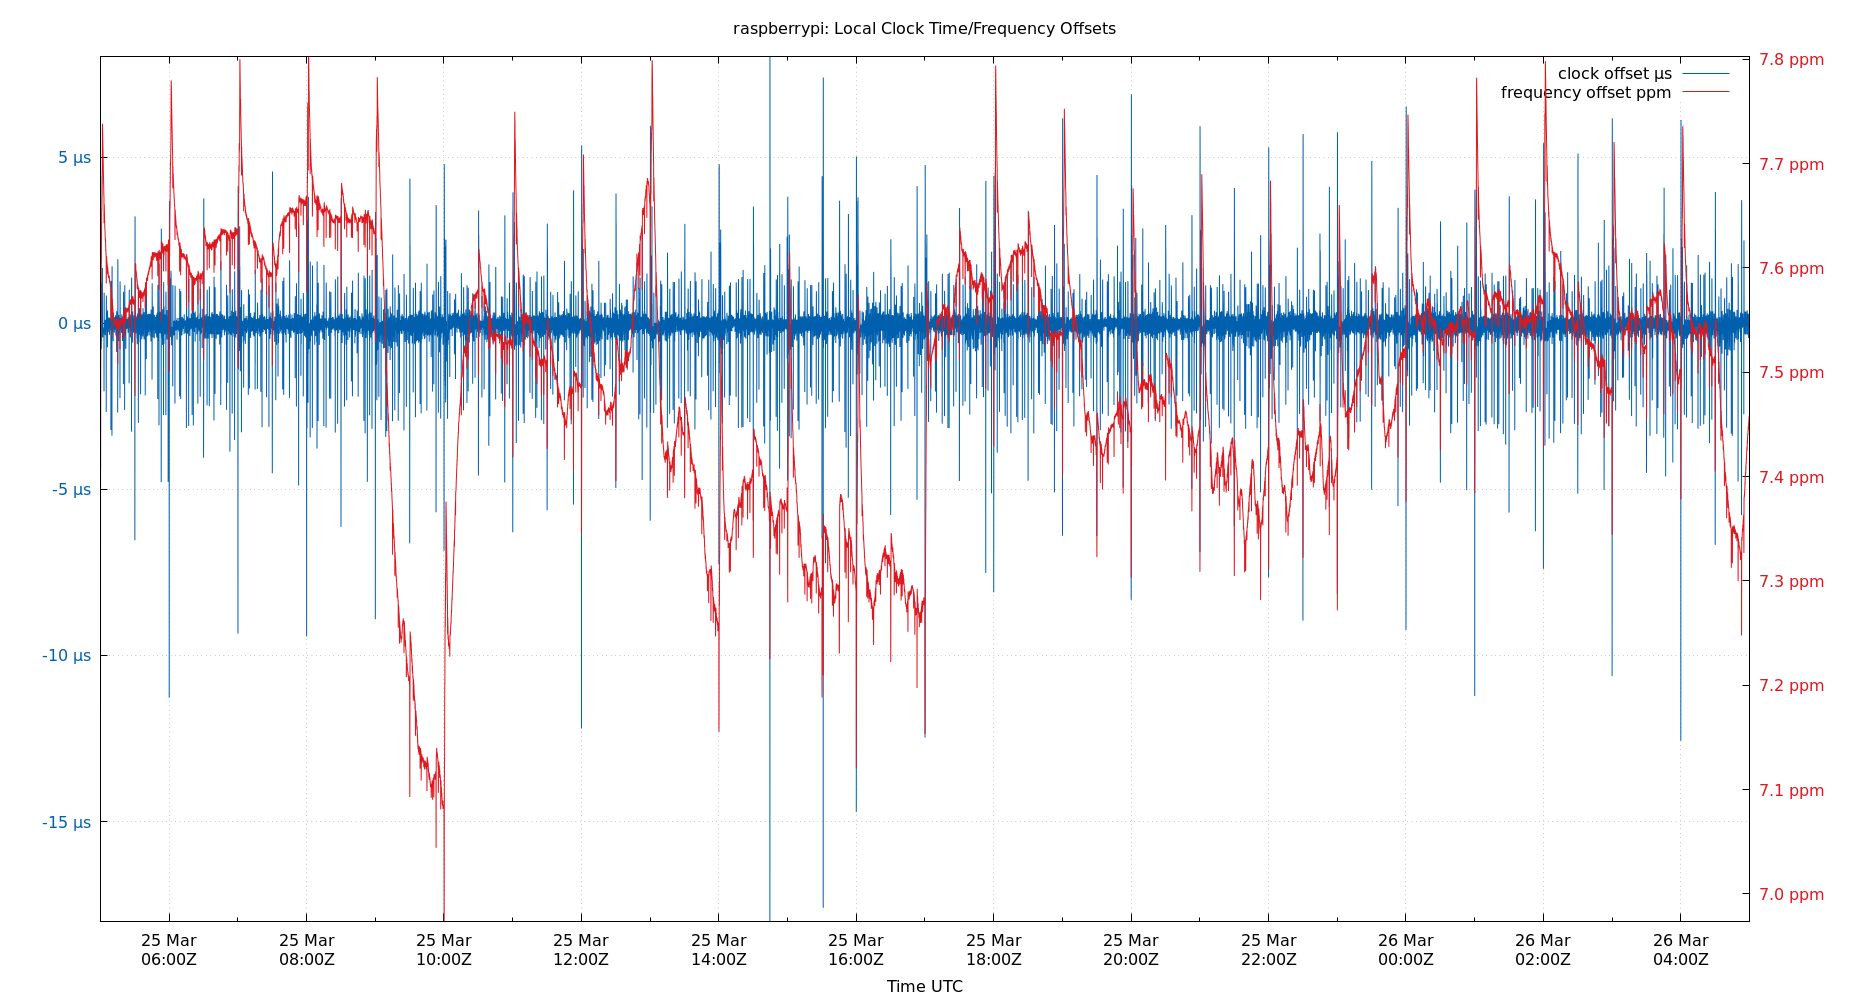 raspberrypi: Local Clock Time/Frequency Offsets
clock offset µs
frequency offset ppm
5 µs
0 µs
-5 µs
-10 µs
-15 µs
7.8 ppm
7.7 ppm
7.6 ppm
7.5 ppm
7.4 ppm
7.3 ppm
7.2 ppm
7.1 ppm
7.0 ppm
25 Mar
06:00Z
25 Mar
08:00Z
25 Mar
10:00Z
25 Mar
12:00Z
25 Mar
14:00Z
25 Mar
16:00Z
25 Mar
18:00Z
25 Mar
20:00Z
25 Mar
22:00Z
26 Mar
00:00Z
26 Mar
02:00Z
26 Mar
04:00Z
Time UTC